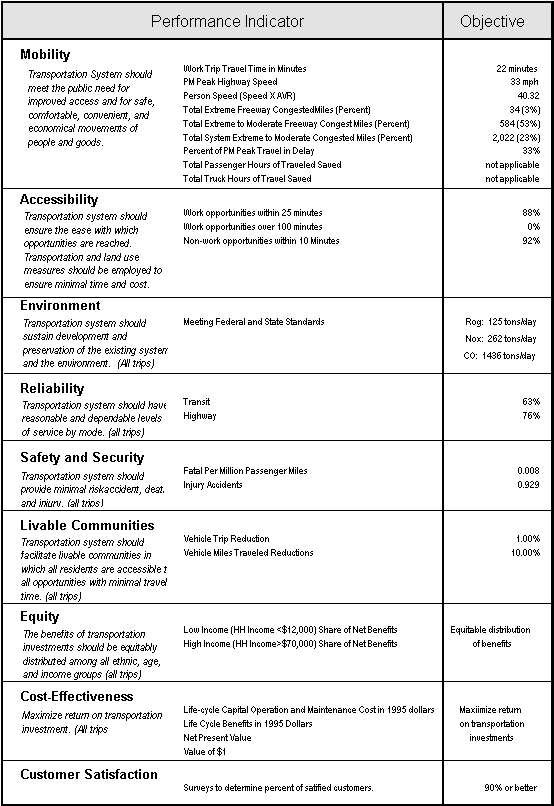 Performance Indicator Objective
Mobility
Transportation System should
meet the public need for
improved access and for safe,
comfortable, convenient, and
economical movements of
people and goods.
Work Trip Travel Time in Minutes 22 minutes
PM Peak Highway Speed 33 mph
Person Speed (Speed X AVR) 40.32
Total Extreme Freeway CongestedMiles (Percent) 34 (3%)
Total Extreme to Moderate Freeway Congest Miles (Percent) 584 (53%)
Total System Extreme to Moderate Congested Miles (Percent) 2,022 (23%)
Percent of PM Peak Travel in Delay 33%
Total Passenger Hours of Traveled Saved not applicable
Total Truck Hours of Travel Saved not applicable
Accessibility
Transportation system should
ensure the ease with which
opportunities are reached.
Transportation and land use
measures should be employed to
ensure minimal time and cost.
Work opportunities within 25 minutes 88%
Work opportunities over 100 minutes 0%
Non-work opportunities within 10 Minutes 92%
Environment
Transportation system should
sustain development and
preservation of the existing system
and the environment. (All trips)
Meeting Federal and State Standards Rog: 125 tons/day
Nox: 262 tons/day
CO: 1436 tons/day
Reliability
Transportation system should have
reasonable and dependable levels
of service by mode. (all trips)
Transit 63%
Highway 76%
Safety and Security
Transportation system should
provide minimal riskaccident, deat.
and injury. (all trips)
Fatal Per Million Passenger Miles 0.008
Injury Accidents 0.929
Livable Communities
Transportation system should
facilitate livable communities in
which all residents are accessible t
all opportunities with minimal travel
time. (all trips)
Vehicle Trip Reduction 1.00%
Vehicle Miles Traveled Reductions 10.00%
Equity
The benefits of transportation
investments should be equitably
distributed among all ethnic, age,
and income groups (all trips)
Low Income (HH Income <$12,000) Share of Net Benefits
High Income (HH Income>$70,000) Share of Net Benefits
Equitable distribution
of benefits
Cost-Effectiveness
Maximize return on transportation
investment. (All trips
Life-cycle Capital Operation and Maintenance Cost in 1995 dollars
Life Cycle Benefits in 1995 Dollars
Net Present Value
Value of $1
Maxiimize return
on transportation
investments
Customer Satisfaction
Surveys to determine percent of satified customers. 90% or better